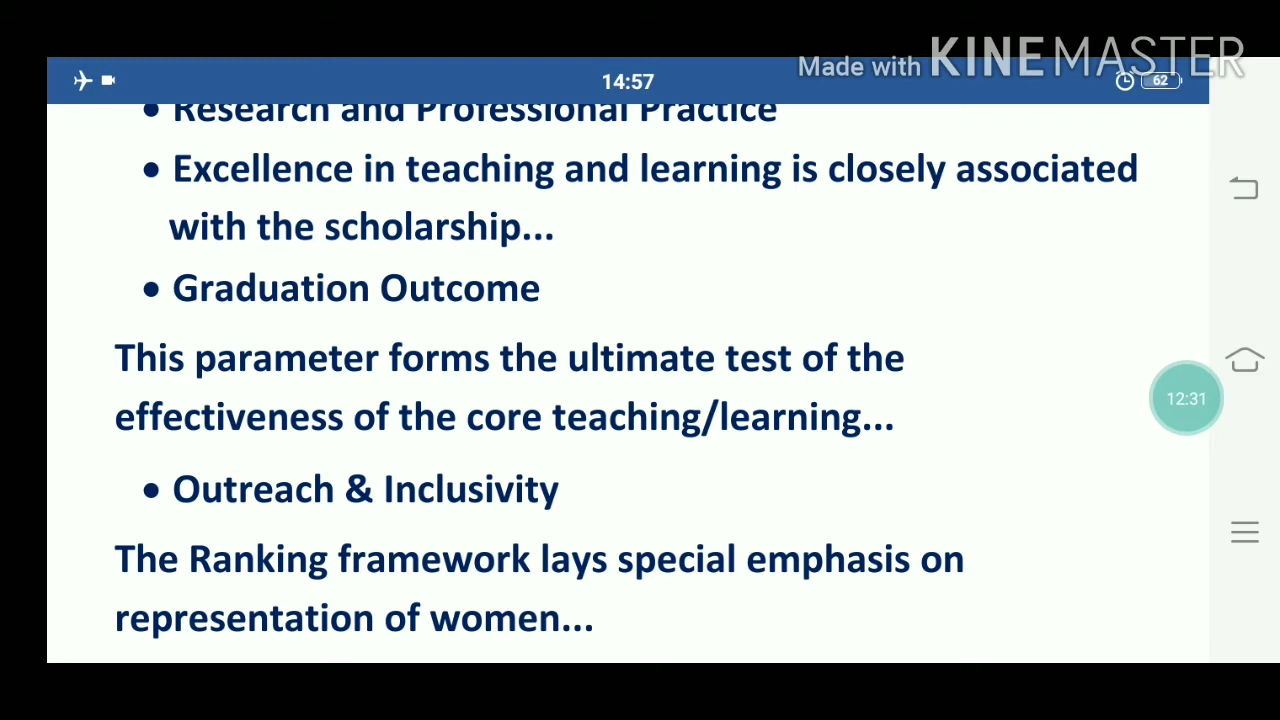 Made with KINEMASTER
14:57
62
• Research and Professional Practice
• Excellence in teaching and learning is closely associated
with the scholarship...
• Graduation Outcome
This parameter forms the ultimate test of the
effectiveness of the core teaching/learning...
12:31
• Outreach & Inclusivity
The Ranking framework lays special emphasis on
representation of women...